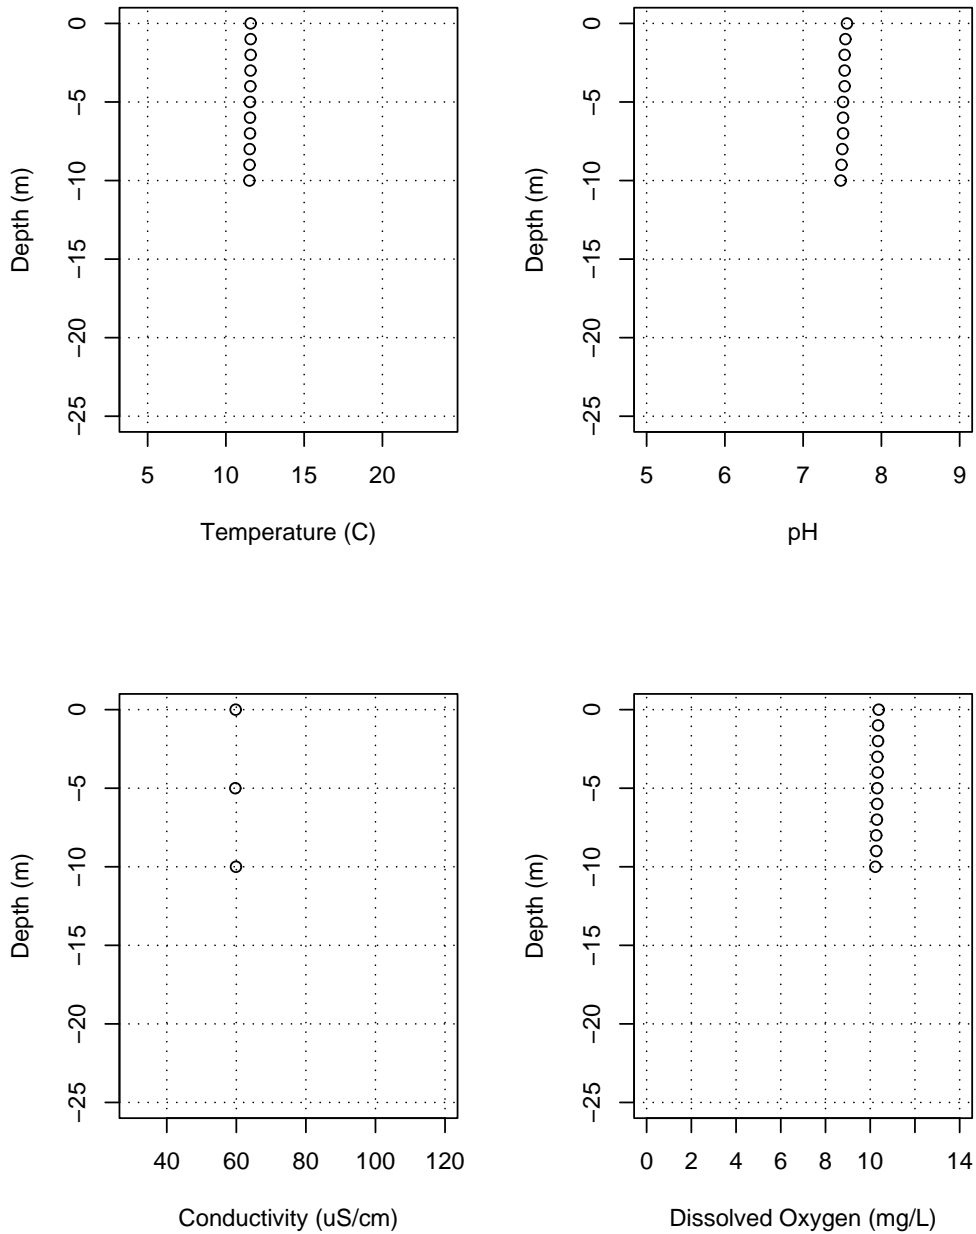 0
−5
−10
−15
−20
−25
Depth (m)
5 10 15 20
Temperature (C)
0
−5
−10
−15
−20
−25
Depth (m)
5 6 7 8 9
pH
0
−5
−10
−15
−20
−25
Depth (m)
40 60 80 100 120
Conductivity (uS/cm)
0
−5
−10
−15
−20
−25
Depth (m)
0 2 4 6 8 10 14
Dissolved Oxygen (mg/L)